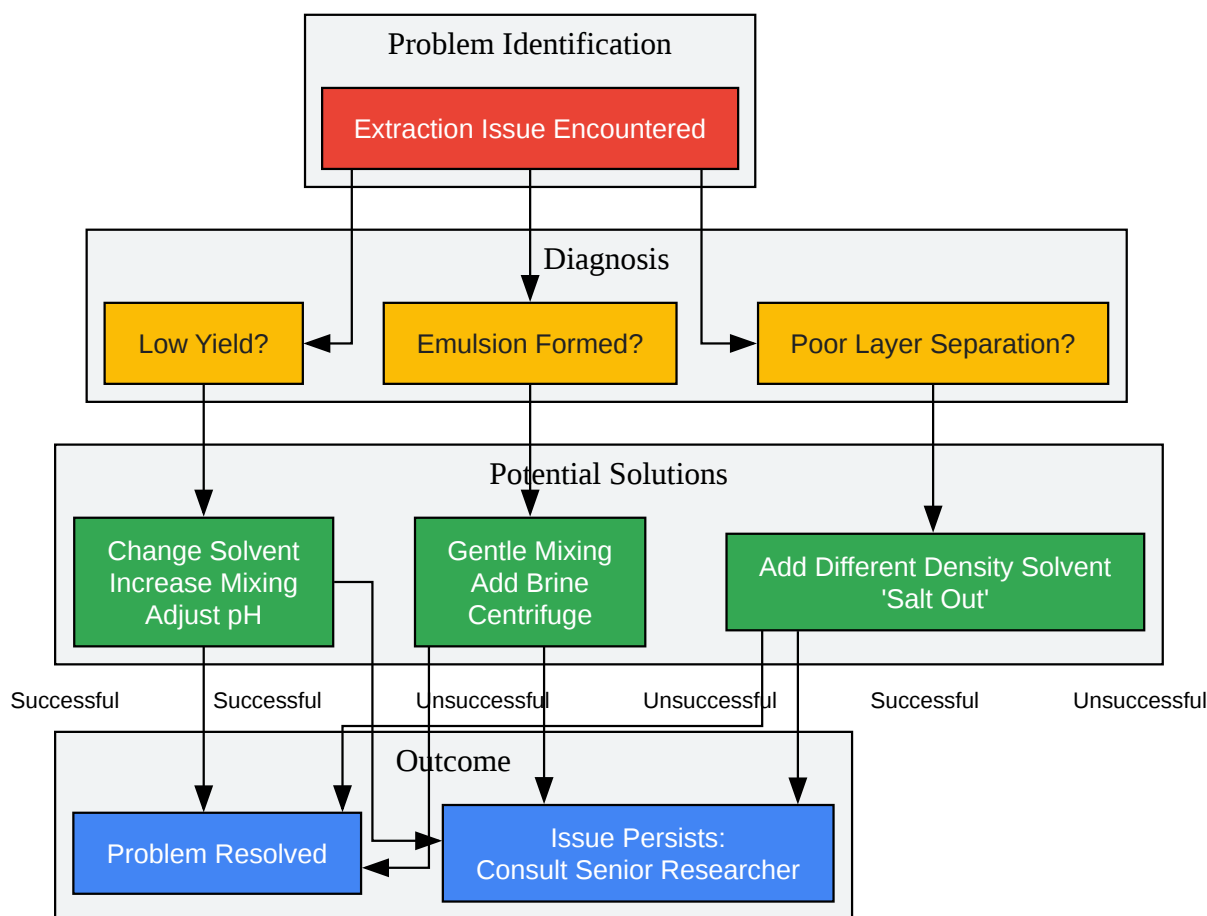 Problem Identification
Extraction Issue Encountered
Diagnosis
Low Yield?
Emulsion Formed?
Poor Layer Separation?
Potential Solutions
Change Solvent
Increase Mixing
Adjust pH
Gentle Mixing
Add Brine
Centrifuge
Add Different Density Solvent
'Salt Out'
Successful
Successful
Unsuccessful
Unsuccessful
Successful
Unsuccessful
Outcome
Problem Resolved
Issue Persists:
Consult Senior Researcher